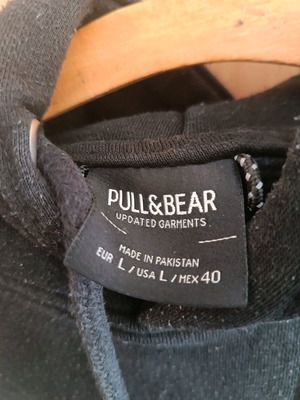 PULL&BEAR
UPDATED GARMENTS
MADE IN PAKISTAN
EUR L / USA L / MEX 40